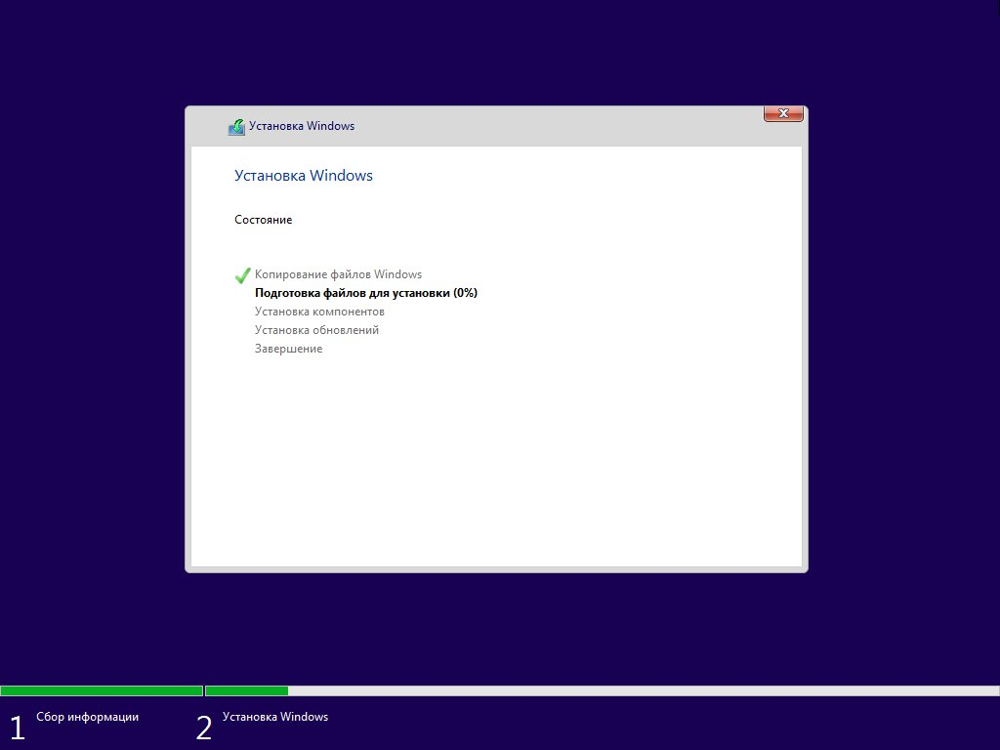 Установка Windows
Установка Windows
Состояние
Копирование файлов Windows
Подготовка файлов для установки (0%)
Установка компонентов
Установка обновлений
Завершение
1 Сбор информации
2 Установка Windows